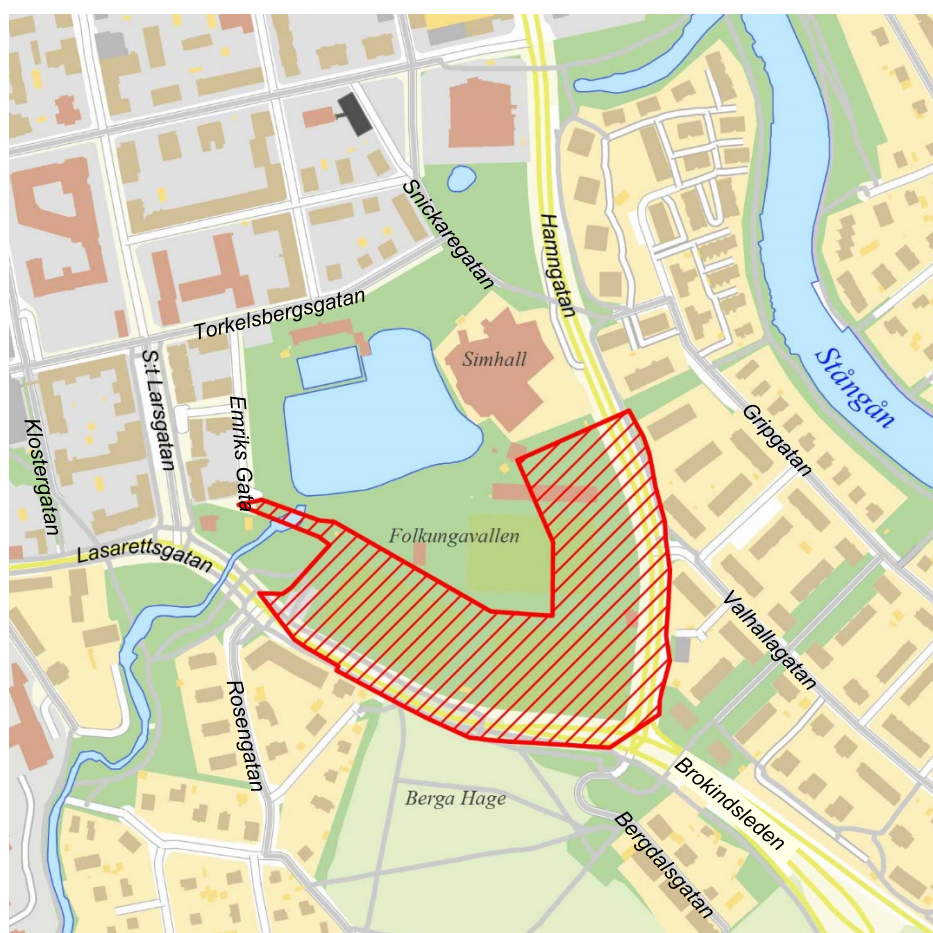 Snickaregatan
Hamngatan
Torkelsbergsgatan
Simhall
Stångån
S:t Larsgatan
Emriks Gata
Gripgatan
Klostergatan
Folkungavallen
Lasarettsgatan
Valhallagatan
Rosengatan
Berga Hage
Brokindsleden
Bergdalsgatan